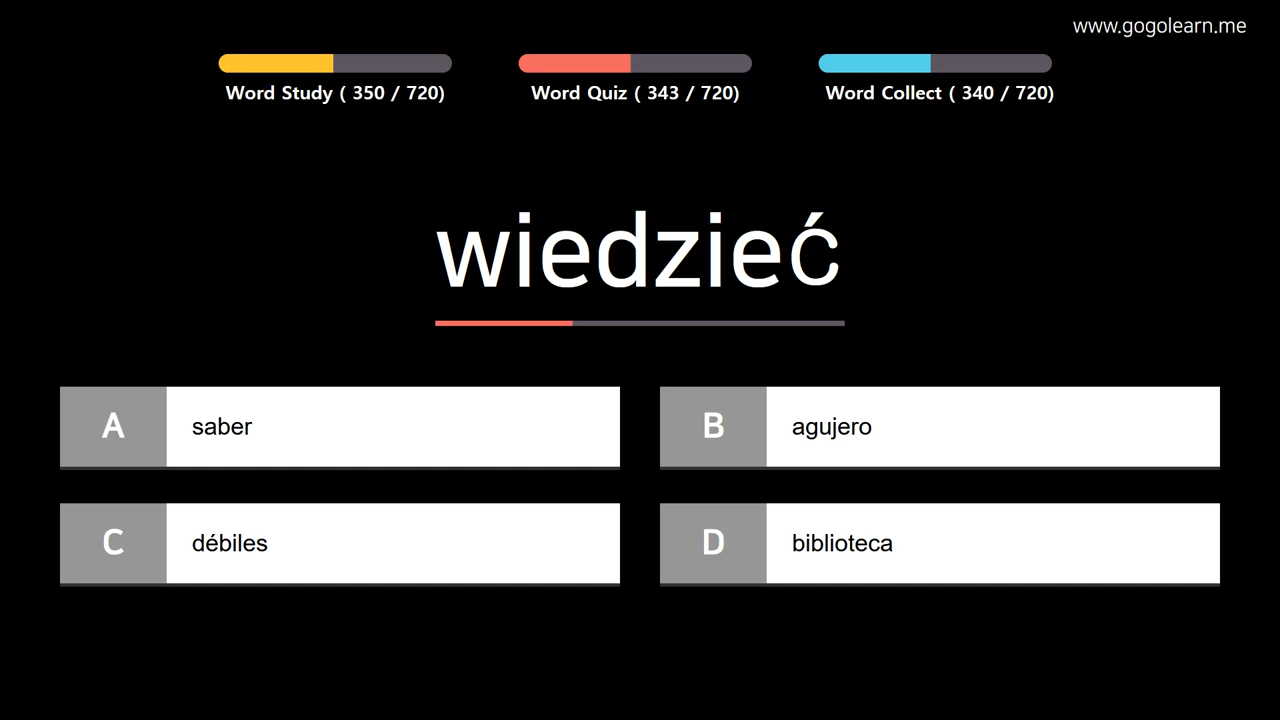 www.gogolearn.me
Word Study ( 350 / 720)
Word Quiz ( 343 / 720)
Word Collect ( 340 / 720)
wiedzieć
A saber
B agujero
C débiles
D biblioteca